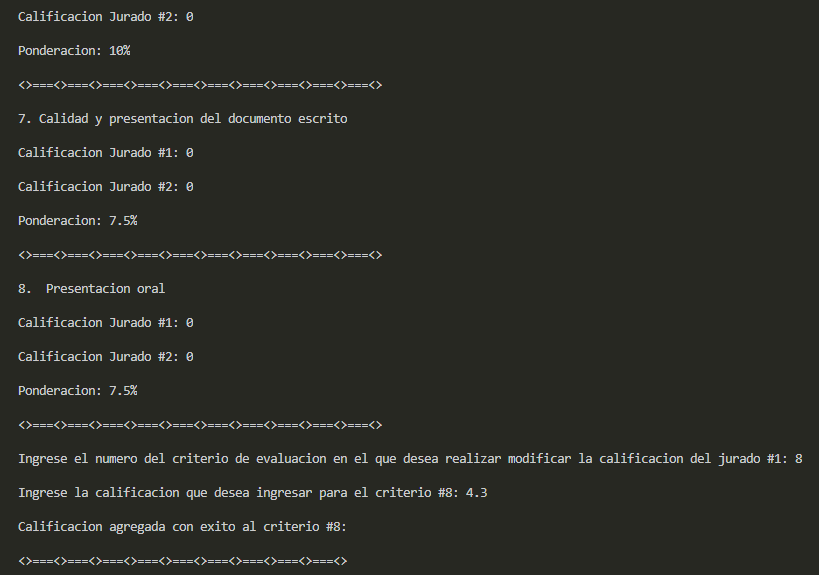 Calificacion Jurado #2: 0
Ponderacion: 10%
<>===<>===<>===<>===<>===<>===<>===<>===<>===<>===<>
7. Calidad y presentacion del documento escrito
Calificacion Jurado #1: 0
Calificacion Jurado #2: 0
Ponderacion: 7.5%
<>===<>===<>===<>===<>===<>===<>===<>===<>===<>===<>
8.  Presentacion oral
Calificacion Jurado #1: 0
Calificacion Jurado #2: 0
Ponderacion: 7.5%
<>===<>===<>===<>===<>===<>===<>===<>===<>===<>===<>
Ingrese el numero del criterio de evaluacion en el que desea realizar modificar la calificacion del jurado #1: 8
Ingrese la calificacion que desea ingresar para el criterio #8: 4.3
Calificacion agregada con exito al criterio #8:
<>===<>===<>===<>===<>===<>===<>===<>===<>===<>